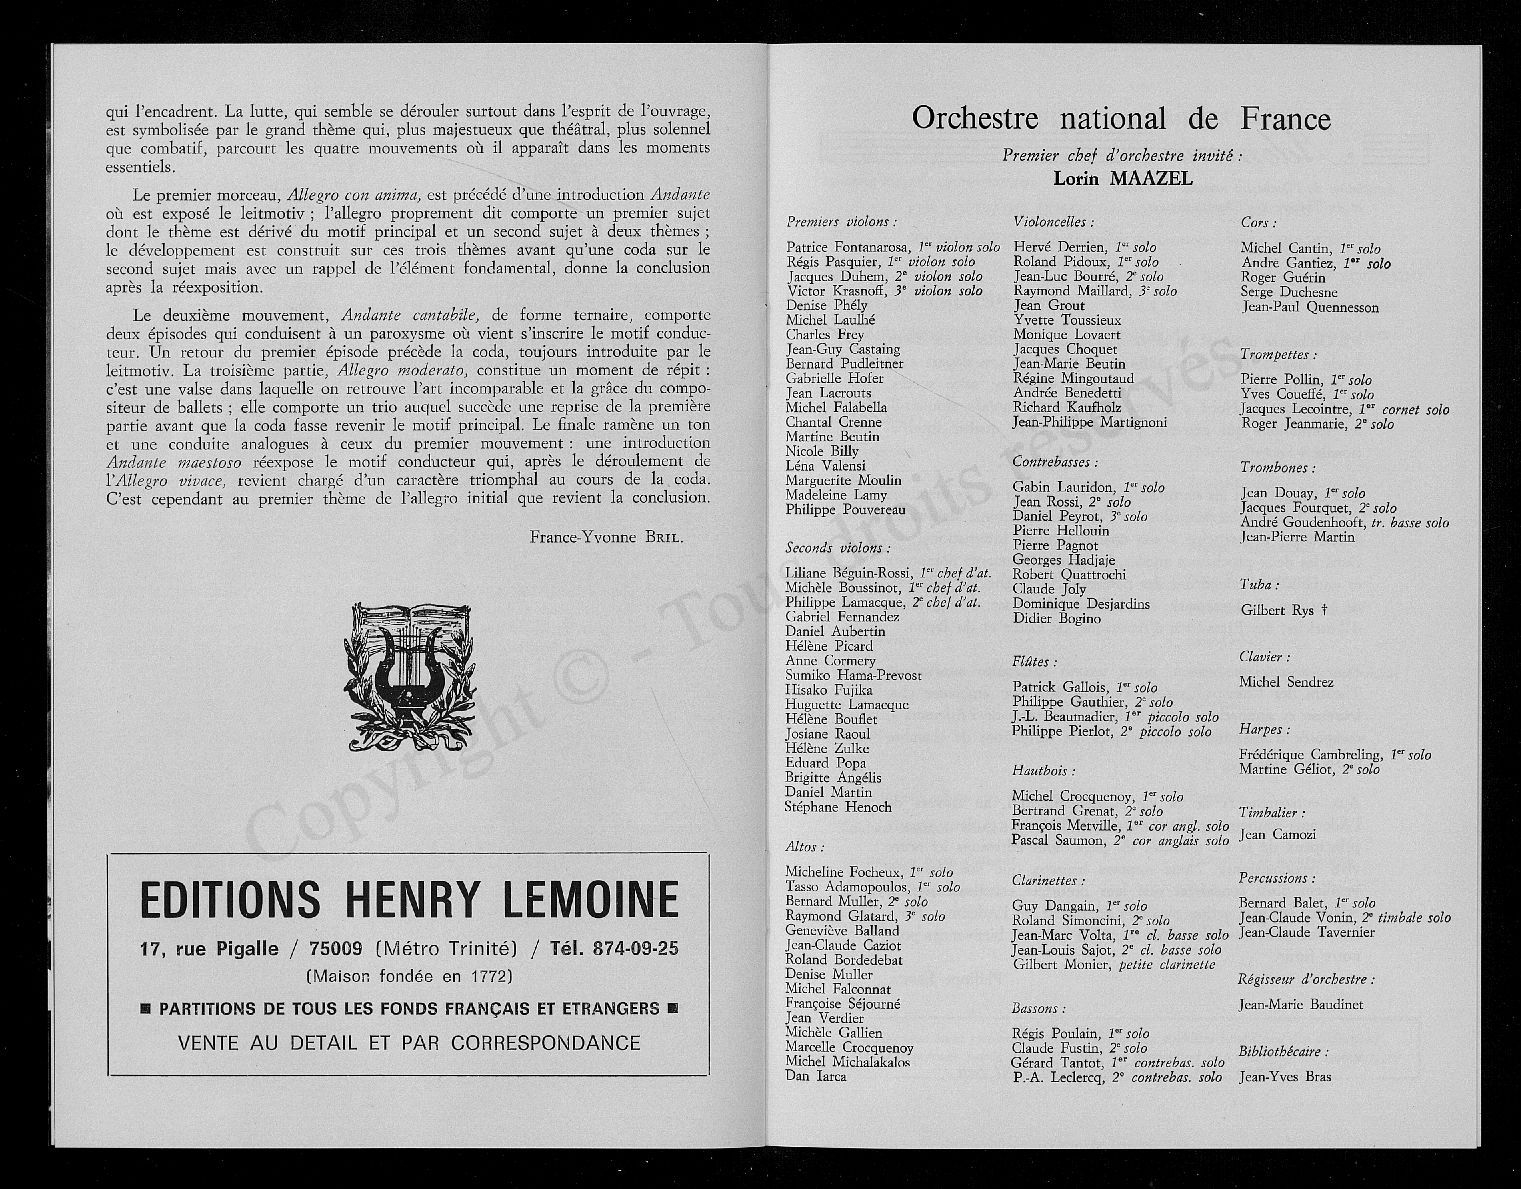 qui l'encadrent. La lutte, qui semble se dérouler surtout dans l'esprit de l'ouvrage,
est symbolisée par le grand thème qui, plus majestueux que théâtral, plus solennel
que combatif, parcourt les quatre mouvements où il apparaît dans les moments
essentiels.
Le premier morceau, Allegro con anima, est précédé d'une introduction Andante
où est exposé le leitmotiv ; l'allegro proprement dit comporte un premier sujet
dont le thème est dérivé du motif principal et un second sujet à deux thèmes ;
le développement est construit sur ces trois thèmes avant qu'une coda sur le
second sujet mais avec un rappel de l'élément fondamental, donne la conclusion
après la réexposition.
Le deuxième mouvement, Andante cantabile, de forme ternaire, comporte
deux épisodes qui conduisent à un paroxysme où vient s'inscrire le motif conduc-
teur. Un retour du premier épisode précède la coda, toujours introduite par le
leitmotiv. La troisième partie, Allegro moderato, constitue un moment de répit :
c'est une valse dans laquelle on retrouve l'art incomparable et la grâce du compo-
siteur de ballets ; elle comporte un trio auquel succède une reprise de la première
partie avant que la coda fasse revenir le motif principal. Le finale ramène un ton
et une conduite analogues à ceux du premier mouvement : une introduction
Andante maestoso réexpose le motif conducteur qui, après le déroulement de
l'Allegro vivace, revient chargé d'un caractère triomphal au cours de la coda.
C'est cependant au premier thème de l'allegro initial que revient la conclusion.
France-Yvonne BRIL.
EDITIONS HENRY LEMOINE
17, rue Pigalle / 75009 (Métro Trinité) / Tél. 874-09-25
(Maison fondée en 1772)
■ PARTITIONS DE TOUS LES FONDS FRANÇAIS ET ETRANGERS ■
VENTE AU DETAIL ET PAR CORRESPONDANCE
Orchestre national de France
Premier chef d'orchestre invité :
Lorin MAAZEL
Premiers violons :
Patrice Fontanarosa, 1er violon solo
Régis Pasquier, 1er violon solo
Jacques Duhem, 2e violon solo
Victor Krasnoff, 3e violon solo
Denise Phély
Michel Laulhé
Charles Frey
Jean-Guy Castaing
Bernard Pudleitner
Gabrielle Hofer
Jean Lacrouts
Michel Falabella
Chantal Crenne
Martine Beutin
Nicole Billy
Léna Valensi
Marguerite Moulin
Madeleine Lamy
Philippe Pouvereau
Seconds violons :
Liliane Béguin-Rossi, 1er chef d'at.
Michèle Boussinot, 1er chef d'at.
Philippe Lamacque, 2e chef d'at.
Gabriel Fernandez
Daniel Aubertin
Hélène Picard
Anne Cormery
Sumiko Hama-Prevost
Hisako Fujika
Huguette Lamacque
Hélène Bouflet
Josiane Raoul
Hélène Zulke
Eduard Popa
Brigitte Angélis
Daniel Martin
Stéphane Henoch
Altos :
Micheline Focheux, 1er solo
Tasso Adamopoulos, 1er solo
Bernard Muller, 2e solo
Raymond Glatard, 3e solo
Geneviève Balland
Jean-Claude Caziot
Roland Bordedebat
Denise Muller
Michel Falconnat
Françoise Séjourné
Jean Verdier
Michèle Gallien
Marcelle Crocquenoy
Michel Michalakalos
Dan Iarca
Violoncelles :
Hervé Derrien, 1er solo
Roland Pidoux, 1er solo
Jean-Luc Bourré, 2e solo
Raymond Maillard, 3e solo
Jean Grout
Yvette Toussieux
Monique Lovaert
Jacques Choquet
Jean-Marie Beutin
Régine Mingoutaud
Andrée Benedetti
Richard Kaufholz
Jean-Philippe Martignoni
Contrebasses :
Gabin Lauridon, 1er solo
Jean Rossi, 2e solo
Daniel Peyrot, 3e solo
Pierre Hellouin
Pierre Pagnot
Georges Hadjaje
Robert Quattrochi
Claude Joly
Dominique Desjardins
Didier Bogino
Flûtes :
Patrick Gallois, 1er solo
Philippe Gauthier, 2e solo
J.-L. Beaumadier, 1er piccolo solo
Philippe Pierlot, 2e piccolo solo
Hautbois :
Michel Crocquenoy, 1er solo
Bertrand Grenat, 2e solo
François Merville, 1er cor angl. solo
Pascal Saumon, 2e cor anglais solo
Clarinettes :
Guy Dangain, 1er solo
Roland Simoncini, 2e solo
Jean-Marc Volta, 1re cl. basse solo
Jean-Louis Sajot, 2e cl. basse solo
Gilbert Monier, petite clarinette
Bassons :
Régis Poulain, 1er solo
Claude Fustin, 2e solo
Gérard Tantot, 1er contrebas. solo
P.-A. Leclercq, 2e contrebas. solo
Cors :
Michel Cantin, 1er solo
Andre Gantiez, 1er solo
Roger Guérin
Serge Duchesne
Jean-Paul Quennesson
Trompettes :
Pierre Pollin, 1er solo
Yves Coueffé, 1er solo
Jacques Lecointre, 1er cornet solo
Roger Jeanmarie, 2e solo
Trombones :
Jean Douay, 1er solo
Jacques Fourquet, 2e solo
André Goudenhooft, tr. basse solo
Jean-Pierre Martin
Tuba :
Gilbert Rys †
Clavier :
Michel Sendrez
Harpes :
Frédérique Cambreling, 1er solo
Martine Géliot, 2e solo
Timbalier :
Jean Camozi
Percussions :
Bernard Balet, 1er solo
Jean-Claude Vonin, 2e timbale solo
Jean-Claude Tavernier
Régisseur d'orchestre :
Jean-Marie Baudinet
Bibliothécaire :
Jean-Yves Bras
Copyright © - Tous droits réservés